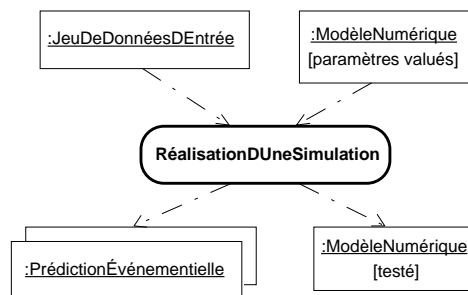 :JeuDeDonnéesDEntrée
:ModèleNumérique
[paramètres valués]
RéalisationDUneSimulation
:PrédictionÉvénementielle
:ModèleNumérique
[testé]